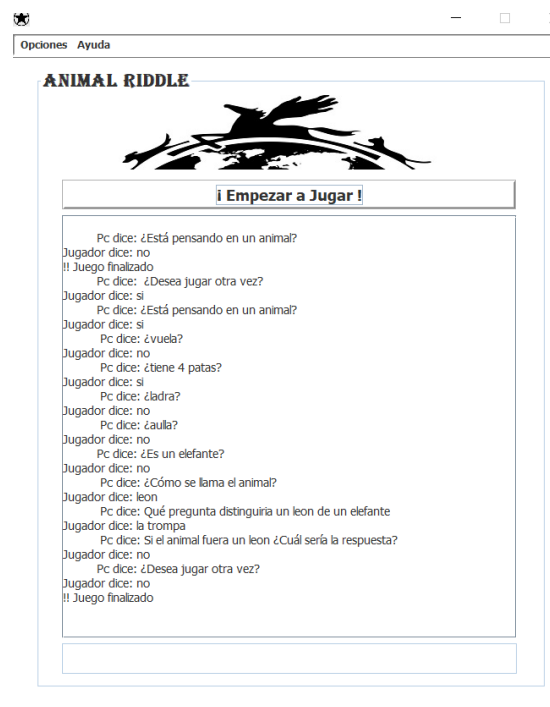 Opciones Ayuda
ANIMAL RIDDLE
¡ Empezar a Jugar !
Pc dice: ¿Está pensando en un animal?
Jugador dice: no
!! Juego finalizado
Pc dice: ¿Desea jugar otra vez?
Jugador dice: si
Pc dice: ¿Está pensando en un animal?
Jugador dice: si
Pc dice: ¿vuela?
Jugador dice: no
Pc dice: ¿tiene 4 patas?
Jugador dice: si
Pc dice: ¿ladra?
Jugador dice: no
Pc dice: ¿aulla?
Jugador dice: no
Pc dice: ¿Es un elefante?
Jugador dice: no
Pc dice: ¿Cómo se llama el animal?
Jugador dice: leon
Pc dice: Qué pregunta distinguiria un leon de un elefante
Jugador dice: la trompa
Pc dice: Si el animal fuera un leon ¿Cuál sería la respuesta?
Jugador dice: no
Pc dice: ¿Desea jugar otra vez?
Jugador dice: no
!! Juego finalizado